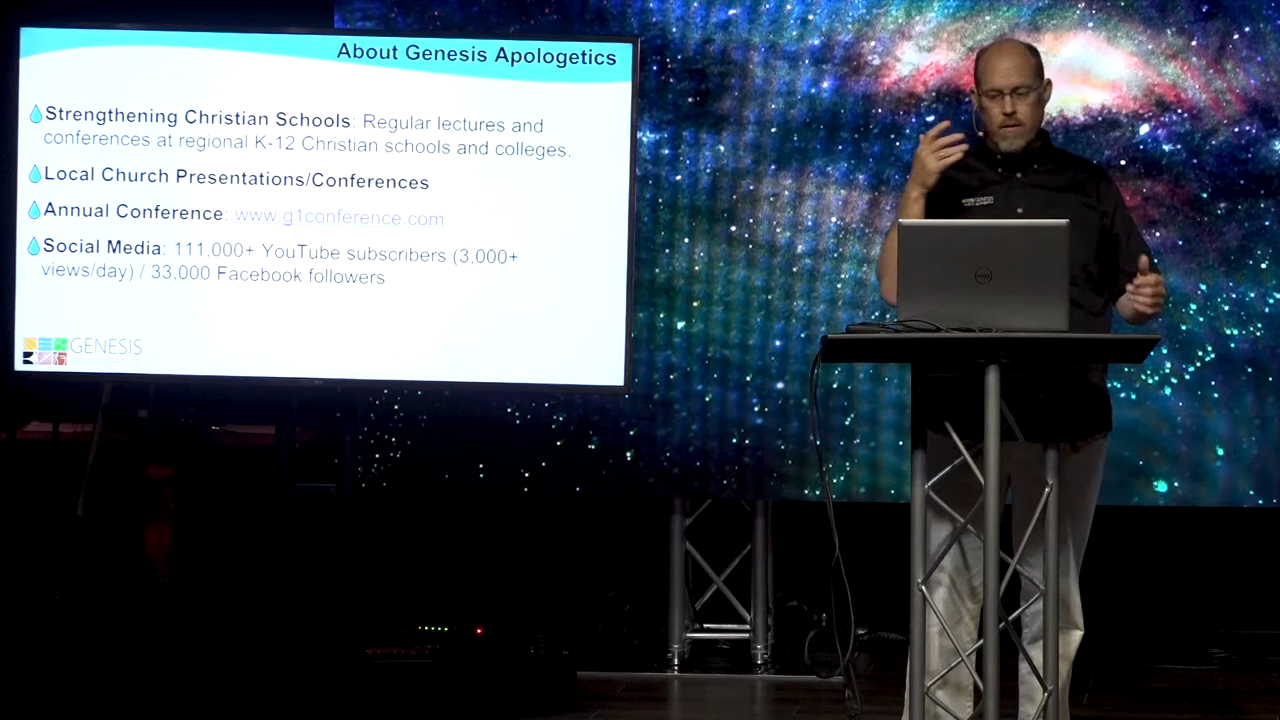 About Genesis Apologetics
Strengthening Christian Schools: Regular lectures and
conferences at regional K-12 Christian schools and colleges.
Local Church Presentations/Conferences
Annual Conference: www.g1conference.com
Social Media: 111,000+ YouTube subscribers (3,000+
views/day) / 33,000 Facebook followers
GENESIS
GENESIS
DELL